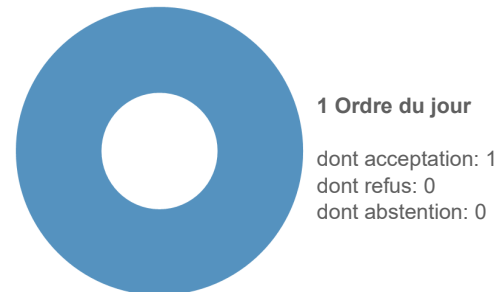 1 Ordre du jour
dont acceptation: 1
dont refus: 0
dont abstention: 0